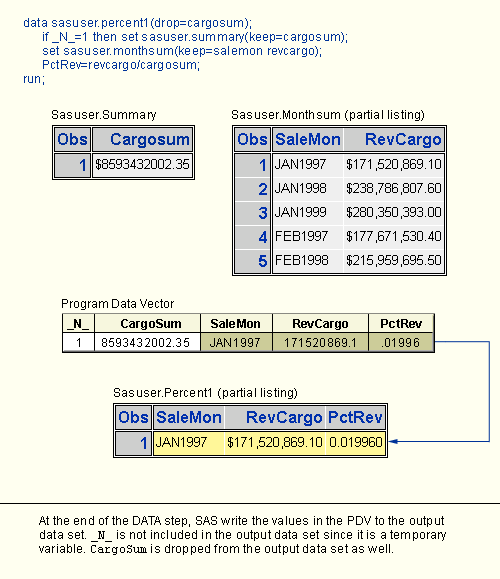 data sasuser.percent1(drop=cargosum);
if _N_=1 then set sasuser.summary(keep=cargosum);
set sasuser.monthsum(keep=salemon revcargo);
PctRev=revcargo/cargosum;
run;
Sasuser.Summary
Obs Cargosum
1 $8593432002.35
Sasuser.Monthsum (partial listing)
Obs SaleMon RevCargo
1 JAN1997 $171,520,869.10
2 JAN1998 $238,786,807.60
3 JAN1999 $280,350,393.00
4 FEB1997 $177,671,530.40
5 FEB1998 $215,959,695.50
Program Data Vector
_N_ CargoSum SaleMon RevCargo PctRev
1 8593432002.35 JAN1997 171520869.1 .01996
Sasuser.Percent1 (partial listing)
Obs SaleMon RevCargo PctRev
1 JAN1997 $171,520,869.10 0.019960
At the end of the DATA step, SAS write the values in the PDV to the output
data set. _N_ is not included in the output data set since it is a temporary
variable. CargoSum is dropped from the output data set as well.